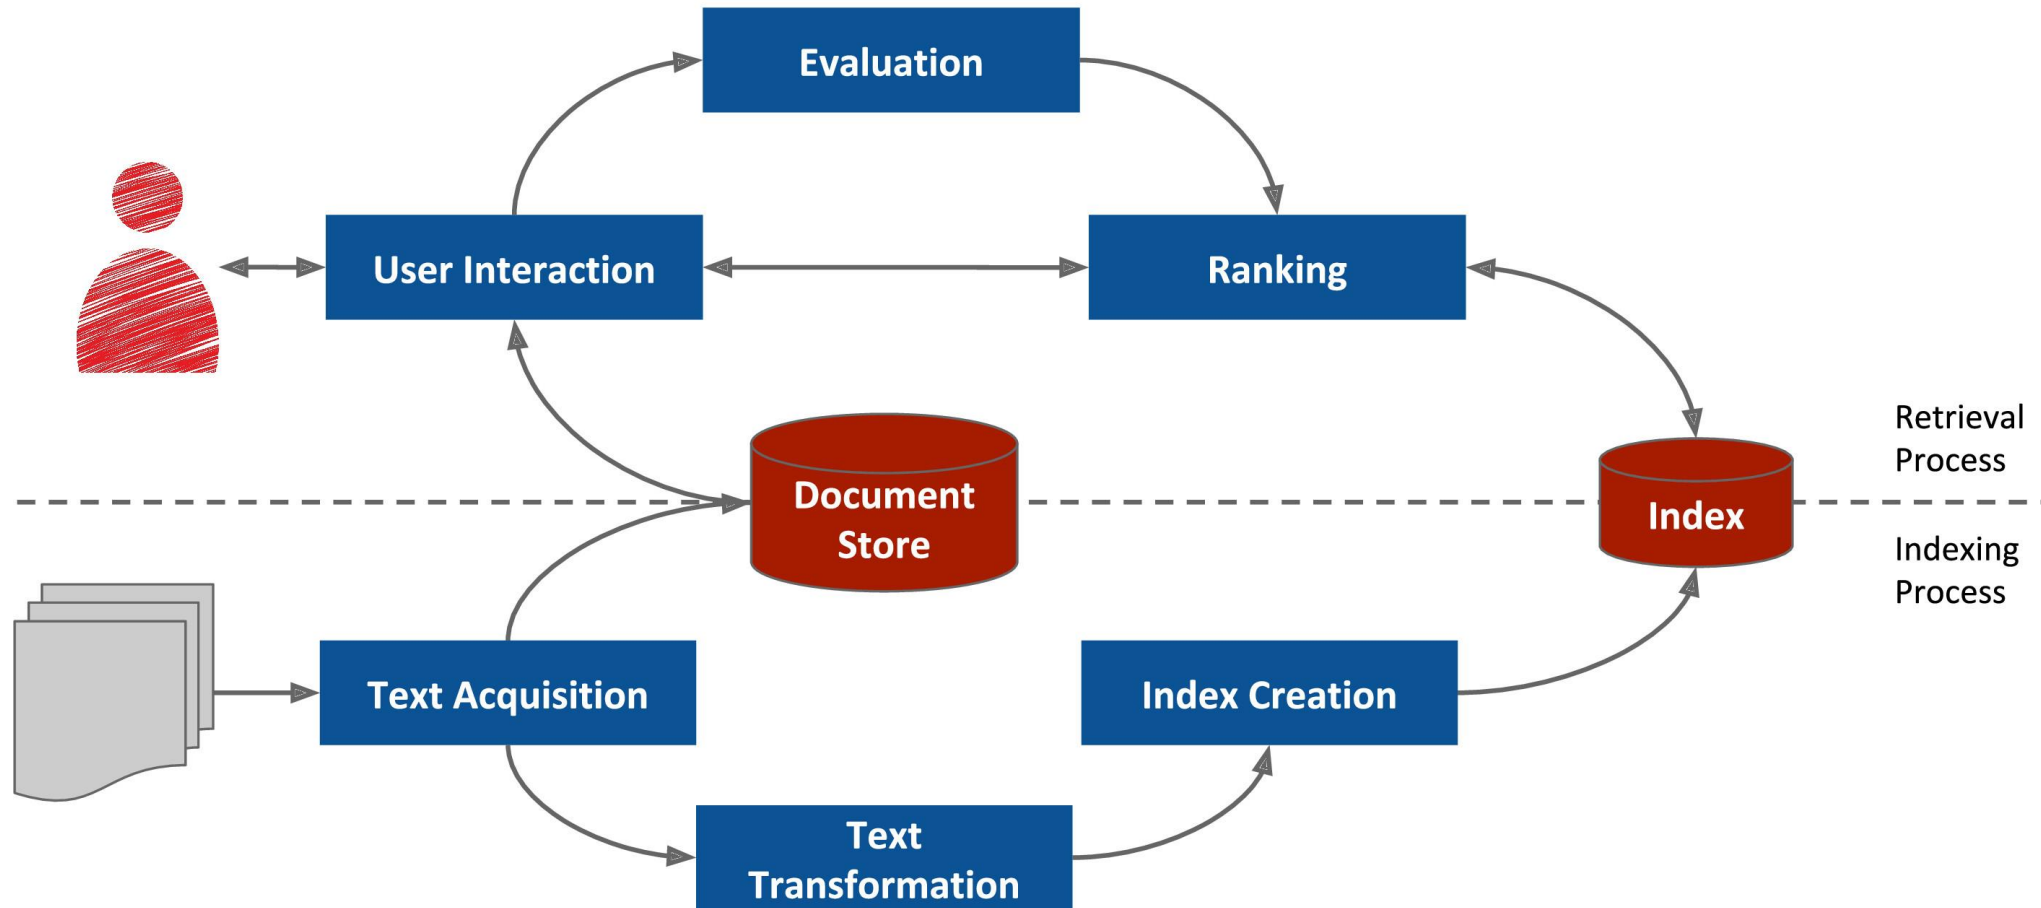 Evaluation
User Interaction
Ranking
Retrieval
Process
Document
Store
Index
Indexing
Process
Text Acquisition
Index Creation
Text
Transformation